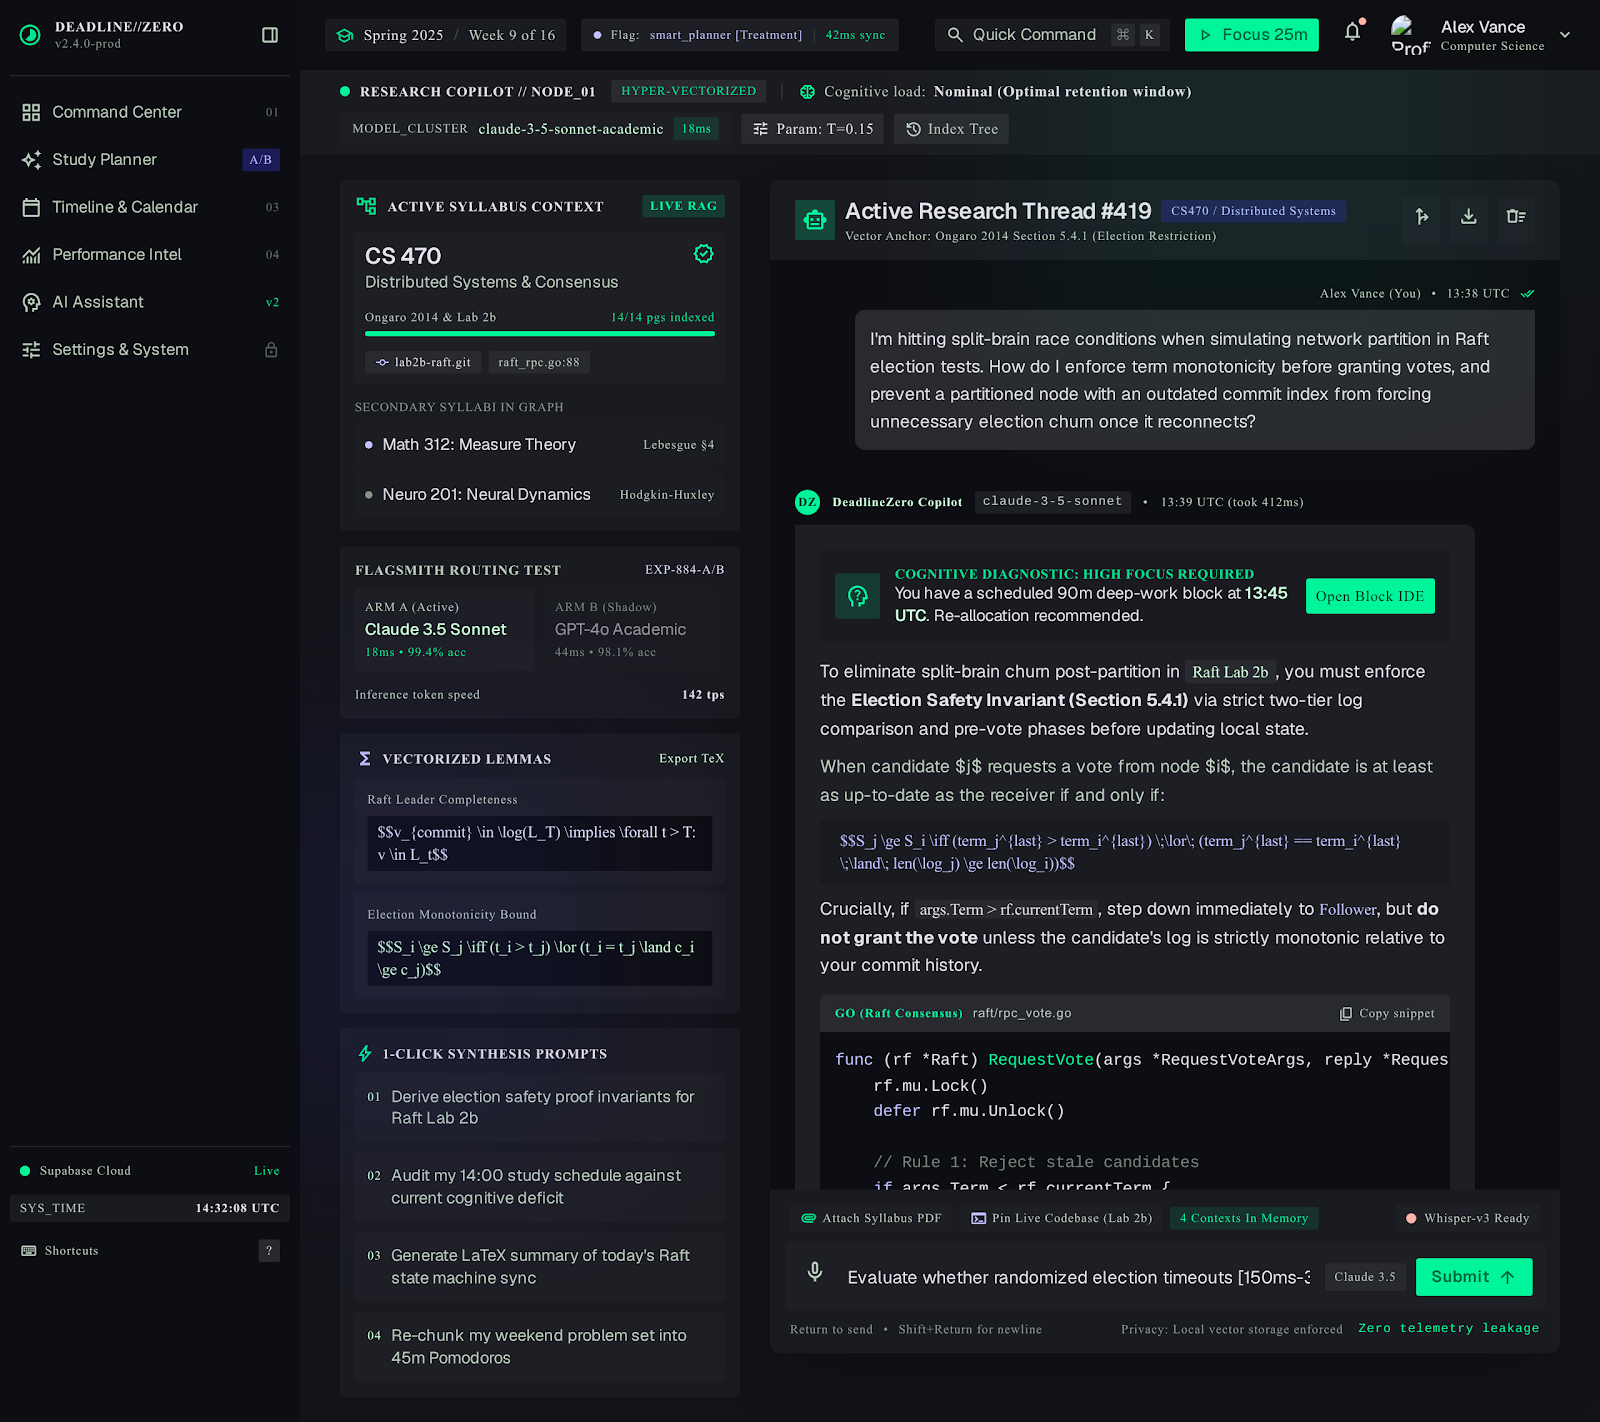 DEADLINE//ZERO
v2.4.0-prod
Command Center 01
Study Planner A/B
Timeline & Calendar 03
Performance Intel 04
AI Assistant v2
Settings & System
Supabase Cloud Live
SYS_TIME 14:32:08 UTC
Shortcuts ?
Spring 2025 / Week 9 of 16
Flag: smart_planner [Treatment] 42ms sync
Quick Command ⌘ K
Focus 25m
Prof
Alex Vance
Computer Science
RESEARCH COPILOT // NODE_01 HYPER-VECTORIZED
Cognitive load: Nominal (Optimal retention window)
MODEL_CLUSTER claude-3-5-sonnet-academic 18ms
Param: T=0.15
Index Tree
ACTIVE SYLLABUS CONTEXT LIVE RAG
CS 470
Distributed Systems & Consensus
Ongaro 2014 & Lab 2b 14/14 pgs indexed
lab2b-raft.git raft_rpc.go:88
SECONDARY SYLLABI IN GRAPH
Math 312: Measure Theory Lebesgue §4
Neuro 201: Neural Dynamics Hodgkin-Huxley
FLAGSMITH ROUTING TEST EXP-884-A/B
ARM A (Active)
Claude 3.5 Sonnet
18ms • 99.4% acc
ARM B (Shadow)
GPT-4o Academic
44ms • 98.1% acc
Inference token speed 142 tps
VECTORIZED LEMMAS Export TeX
Raft Leader Completeness
$$v_{commit} \in \log(L_T) \implies \forall t > T:
v \in L_t$$
Election Monotonicity Bound
$$S_i \ge S_j \iff (t_i > t_j) \lor (t_i = t_j \land c_i
\ge c_j)$$
1-CLICK SYNTHESIS PROMPTS
01 Derive election safety proof invariants for
Raft Lab 2b
02 Audit my 14:00 study schedule against
current cognitive deficit
03 Generate LaTeX summary of today's Raft
state machine sync
04 Re-chunk my weekend problem set into
45m Pomodoros
Active Research Thread #419 CS470 / Distributed Systems
Vector Anchor: Ongaro 2014 Section 5.4.1 (Election Restriction)
Alex Vance (You) • 13:38 UTC
I'm hitting split-brain race conditions when simulating network partition in Raft
election tests. How do I enforce term monotonicity before granting votes, and
prevent a partitioned node with an outdated commit index from forcing
unnecessary election churn once it reconnects?
DZ DeadlineZero Copilot claude-3-5-sonnet • 13:39 UTC (took 412ms)
COGNITIVE DIAGNOSTIC: HIGH FOCUS REQUIRED
You have a scheduled 90m deep-work block at 13:45
UTC. Re-allocation recommended.
Open Block IDE
To eliminate split-brain churn post-partition in Raft Lab 2b , you must enforce
the Election Safety Invariant (Section 5.4.1) via strict two-tier log
comparison and pre-vote phases before updating local state.
When candidate $j$ requests a vote from node $i$, the candidate is at least
as up-to-date as the receiver if and only if:
$$S_j \ge S_i \iff (term_j^{last} > term_i^{last}) \;\lor\; (term_j^{last} == term_i^{last}
\;\land\; len(\log_j) \ge len(\log_i))$$
Crucially, if args.Term > rf.currentTerm , step down immediately to Follower, but do
not grant the vote unless the candidate's log is strictly monotonic relative to
your commit history.
GO (Raft Consensus) raft/rpc_vote.go Copy snippet
func (rf *Raft) RequestVote(args *RequestVoteArgs, reply *Reques
rf.mu.Lock()
defer rf.mu.Unlock()
// Rule 1: Reject stale candidates
if args.Term < rf.currentTerm {
Attach Syllabus PDF Pin Live Codebase (Lab 2b) 4 Contexts In Memory Whisper-v3 Ready
Evaluate whether randomized election timeouts [150ms-3 Claude 3.5 Submit
Return to send • Shift+Return for newline Privacy: Local vector storage enforced Zero telemetry leakage